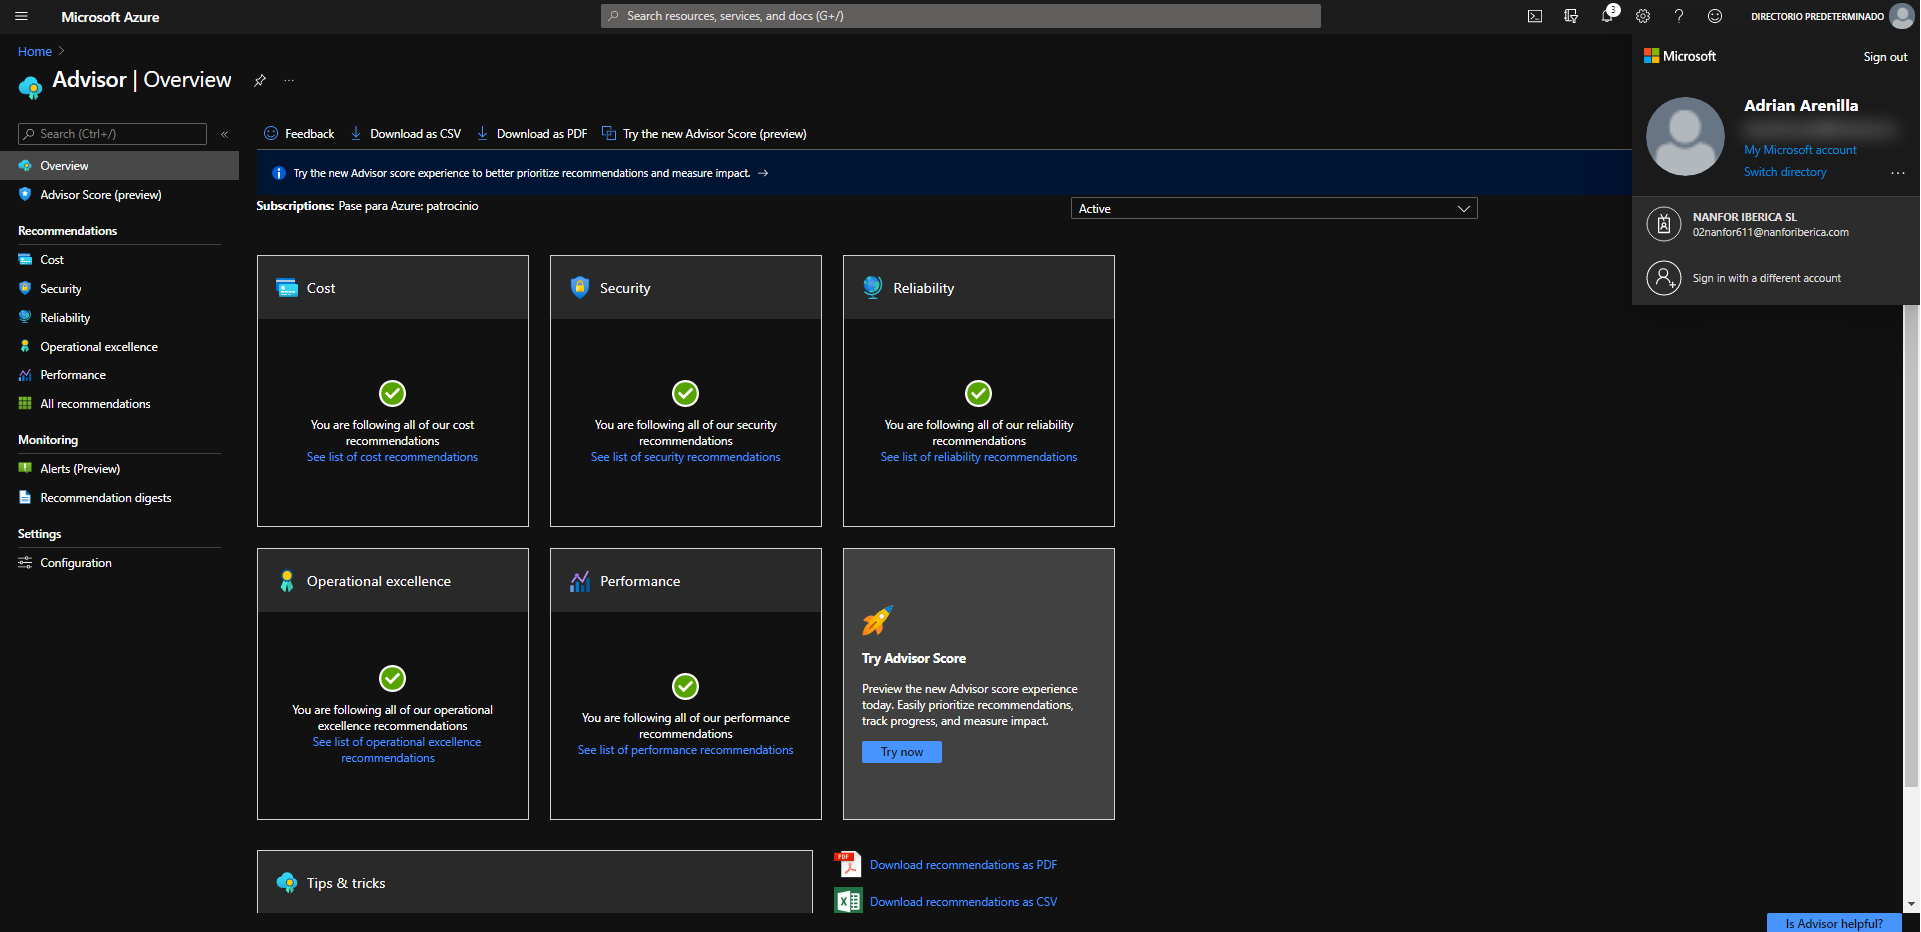 Microsoft Azure
Search resources, services, and docs (G+/)
3
DIRECTORIO PREDETERMINADO
Home
Advisor | Overview
...
Microsoft
Sign out
Adrian Arenilla
My Microsoft account
Switch directory
...
NANFOR IBERICA SL
02nanfor611@nanforiberica.com
Sign in with a different account
Search (Ctrl+/)
«
Overview
Advisor Score (preview)
Recommendations
Cost
Security
Reliability
Operational excellence
Performance
All recommendations
Monitoring
Alerts (Preview)
Recommendation digests
Settings
Configuration
Feedback
Download as CSV
Download as PDF
Try the new Advisor Score (preview)
Try the new Advisor score experience to better prioritize recommendations and measure impact. →
Subscriptions: Pase para Azure: patrocinio
Active
Cost
You are following all of our cost
recommendations
See list of cost recommendations
Security
You are following all of our security
recommendations
See list of security recommendations
Reliability
You are following all of our reliability
recommendations
See list of reliability recommendations
Operational excellence
You are following all of our operational
excellence recommendations
See list of operational excellence
recommendations
Performance
You are following all of our performance
recommendations
See list of performance recommendations
Try Advisor Score
Preview the new Advisor score experience
today. Easily prioritize recommendations,
track progress, and measure impact.
Try now
Tips & tricks
PDF
Download recommendations as PDF
Download recommendations as CSV
Is Advisor helpful?